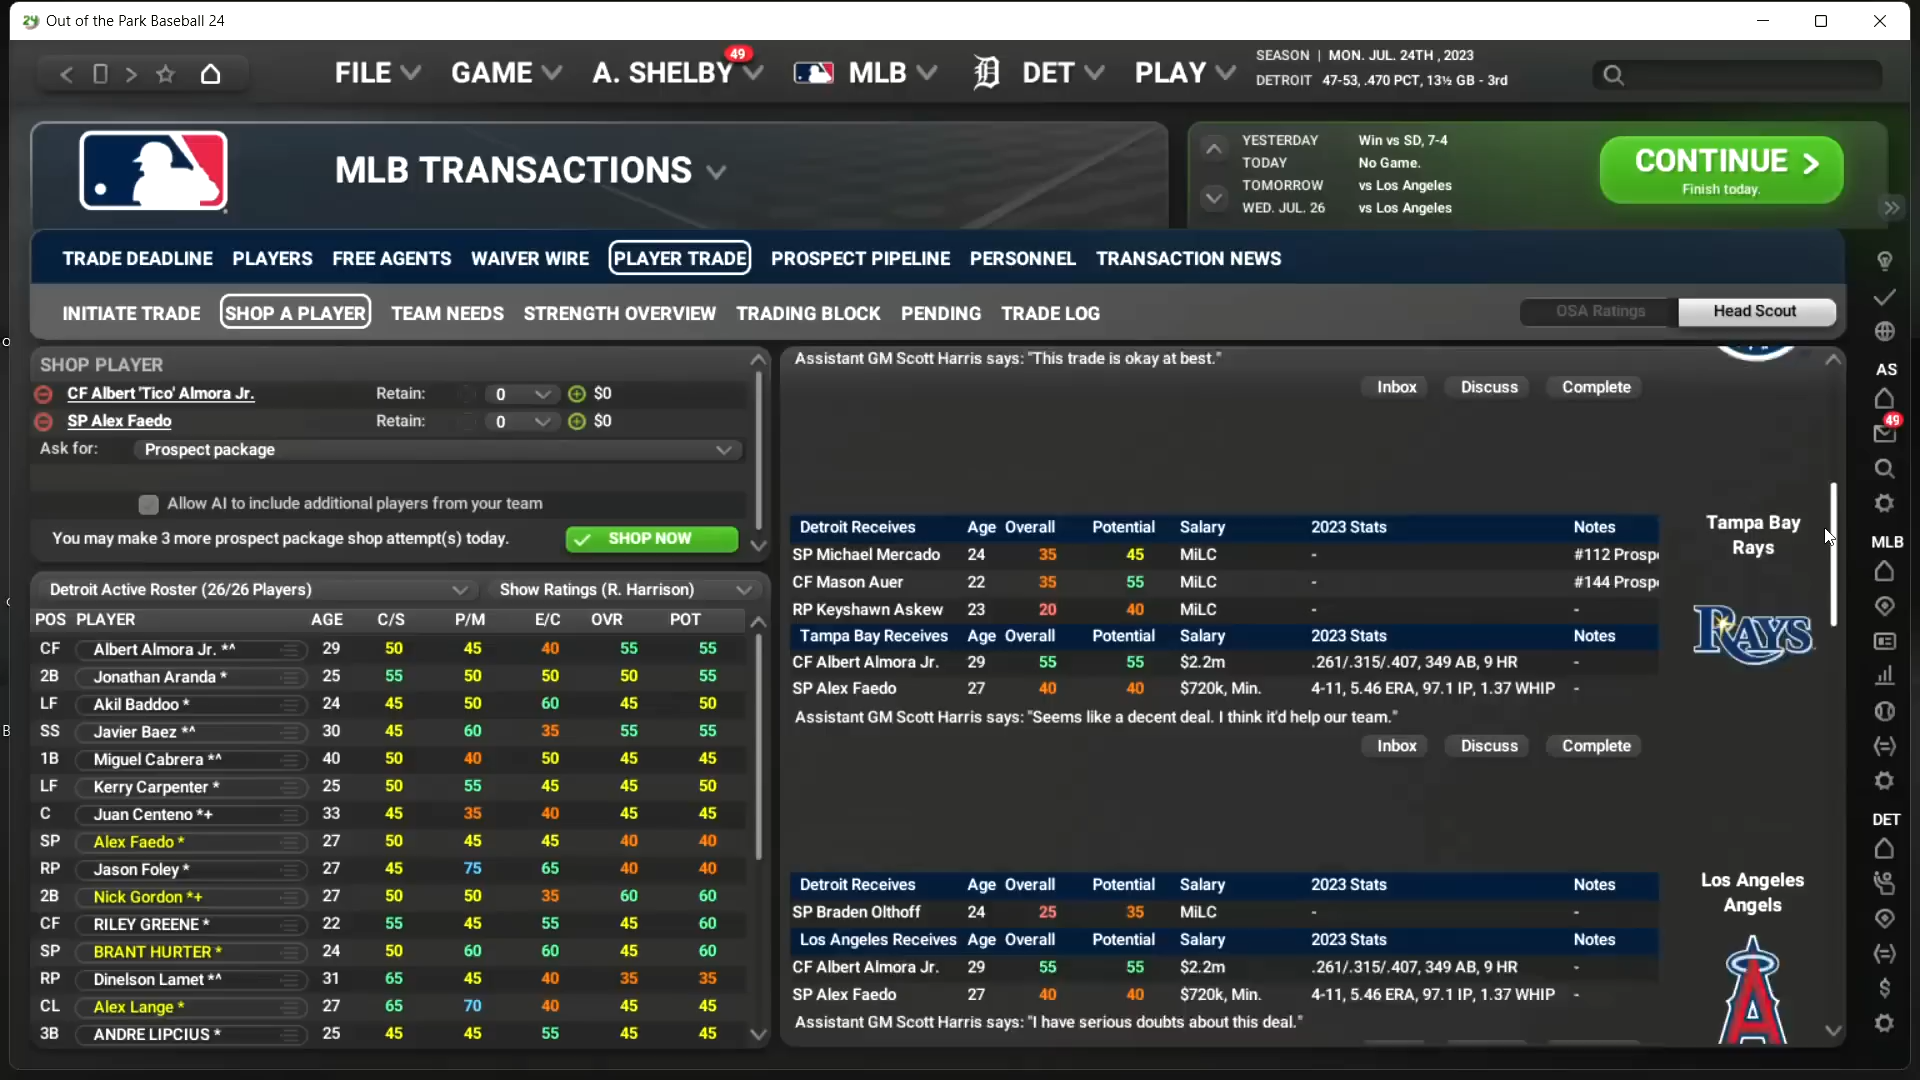 Out of the Park Baseball 24
FILE
GAME
A. SHELBY
49
MLB
DET
PLAY
SEASON | MON. JUL. 24TH , 2023
DETROIT 47-53, .470 PCT, 13½ GB - 3rd
MLB TRANSACTIONS
YESTERDAY Win vs SD, 7-4
TODAY No Game.
TOMORROW vs Los Angeles
WED. JUL. 26 vs Los Angeles
CONTINUE
Finish today.
TRADE DEADLINE PLAYERS FREE AGENTS WAIVER WIRE PLAYER TRADE PROSPECT PIPELINE PERSONNEL TRANSACTION NEWS
INITIATE TRADE SHOP A PLAYER TEAM NEEDS STRENGTH OVERVIEW TRADING BLOCK PENDING TRADE LOG
OSA Ratings Head Scout
SHOP PLAYER
CF Albert 'Tico' Almora Jr. Retain: 0 $0
SP Alex Faedo Retain: 0 $0
Ask for: Prospect package
Allow AI to include additional players from your team
You may make 3 more prospect package shop attempt(s) today. SHOP NOW
Detroit Active Roster (26/26 Players) Show Ratings (R. Harrison)
POS PLAYER AGE C/S P/M E/C OVR POT
CF Albert Almora Jr. *^ 29 50 45 40 55 55
2B Jonathan Aranda * 25 55 50 50 50 55
LF Akil Baddoo * 24 45 50 60 45 50
SS Javier Baez *^ 30 45 60 35 55 55
1B Miguel Cabrera *^ 40 50 40 50 45 45
LF Kerry Carpenter * 25 50 55 45 45 50
C Juan Centeno *+ 33 45 35 40 45 45
SP Alex Faedo * 27 50 45 45 40 40
RP Jason Foley * 27 45 75 65 40 40
2B Nick Gordon *+ 27 50 50 35 60 60
CF RILEY GREENE * 22 55 45 55 45 60
SP BRANT HURTER * 24 50 60 60 45 60
RP Dinelson Lamet *^ 31 65 45 40 35 35
CL Alex Lange * 27 65 70 40 45 45
3B ANDRE LIPCIUS * 25 45 45 55 45 45
Assistant GM Scott Harris says: "This trade is okay at best."
Inbox Discuss Complete
Detroit Receives Age Overall Potential Salary 2023 Stats Notes
SP Michael Mercado 24 35 45 MiLC - #112 Prospe
CF Mason Auer 22 35 55 MiLC - #144 Prospe
RP Keyshawn Askew 23 20 40 MiLC - -
Tampa Bay Receives Age Overall Potential Salary 2023 Stats Notes
CF Albert Almora Jr. 29 55 55 $2.2m .261/.315/.407, 349 AB, 9 HR -
SP Alex Faedo 27 40 40 $720k, Min. 4-11, 5.46 ERA, 97.1 IP, 1.37 WHIP -
Assistant GM Scott Harris says: "Seems like a decent deal. I think it'd help our team."
Inbox Discuss Complete
Tampa Bay
Rays
RAYS
Detroit Receives Age Overall Potential Salary 2023 Stats Notes
SP Braden Olthoff 24 25 35 MiLC - -
Los Angeles Receives Age Overall Potential Salary 2023 Stats Notes
CF Albert Almora Jr. 29 55 55 $2.2m .261/.315/.407, 349 AB, 9 HR -
SP Alex Faedo 27 40 40 $720k, Min. 4-11, 5.46 ERA, 97.1 IP, 1.37 WHIP -
Assistant GM Scott Harris says: "I have serious doubts about this deal."
Los Angeles
Angels
AS
49
MLB
DET